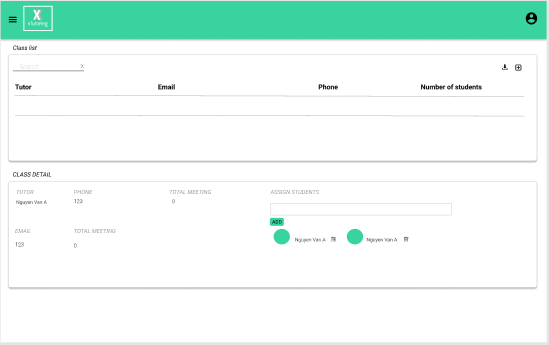 X
xtutoring
Class list
Search
X
Tutor Email Phone Number of students
CLASS DETAIL
TUTOR PHONE TOTAL MEETING ASSIGN STUDENTS
Nguyen Van A 123 0
ADD
EMAIL TOTAL MEETING
Nguyen Van A Nguyen Van A
123 0